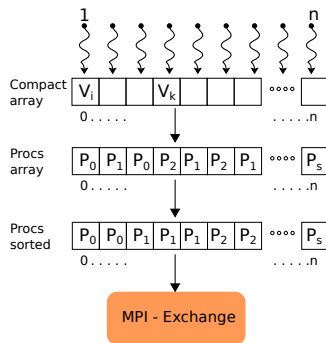 1 n
Compact array V_i V_k
0 . . . . . . . . . . n
Procs array P_0 P_1 P_0 P_2 P_1 P_2 P_1 P_s
0 . . . . . . . . . . n
Procs sorted P_0 P_0 P_1 P_1 P_1 P_2 P_2 P_s
0 . . . . . . . . . . n
MPI - Exchange